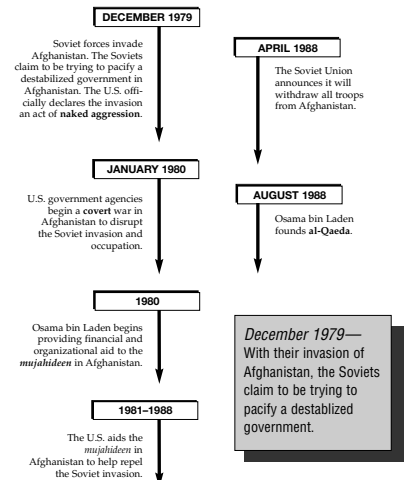 DECEMBER 1979
Soviet forces invade
Afghanistan. The Soviets
claim to be trying to pacify a
destabilized government in
Afghanistan. The U.S. offi-
cially declares the invasion
an act of naked aggression.
JANUARY 1980
U.S. government agencies
begin a covert war in
Afghanistan to disrupt
the Soviet invasion and
occupation.
1980
Osama bin Laden begins
providing financial and
organizational aid to the
mujahideen in Afghanistan.
1981–1988
The U.S. aids the
mujahideen in
Afghanistan to help repel
the Soviet invasion.
APRIL 1988
The Soviet Union
announces it will
withdraw all troops
from Afghanistan.
AUGUST 1988
Osama bin Laden
founds al-Qaeda.
December 1979—
With their invasion of
Afghanistan, the Soviets
claim to be trying to
pacify a destablized
government.